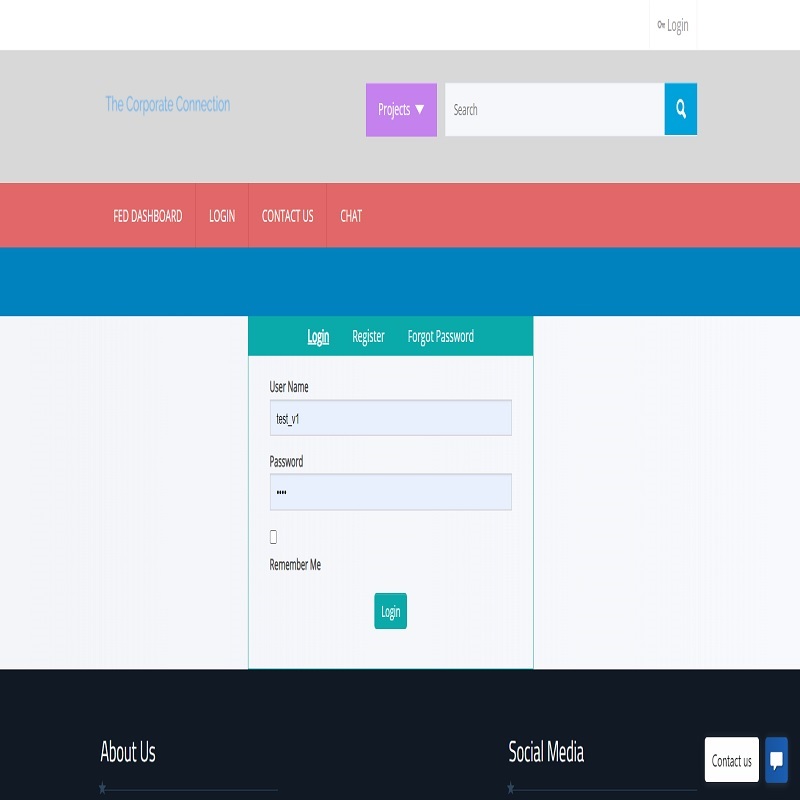 Login
The Corporate Connection
Projects ▼
Search
FED DASHBOARD LOGIN CONTACT US CHAT
Login Register Forgot Password
User Name
test_v1
Password
••••
Remember Me
Login
About Us Social Media
Contact us